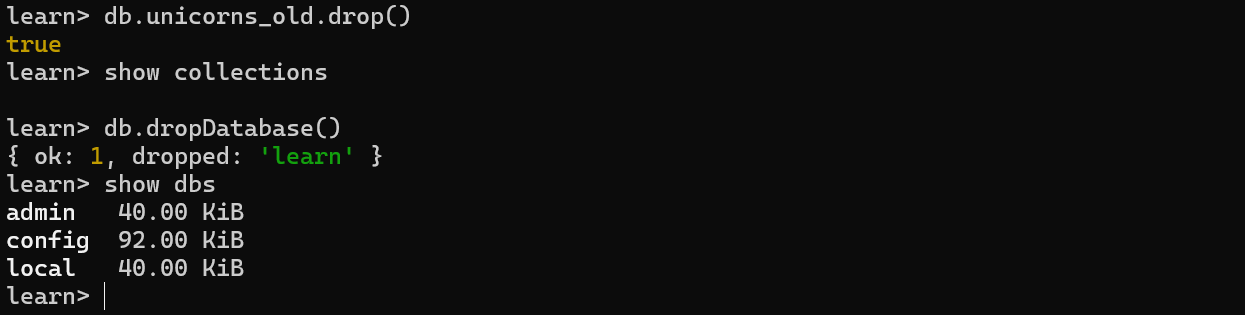 learn> db.unicorns_old.drop()
true
learn> show collections
learn> db.dropDatabase()
{ ok: 1, dropped: 'learn' }
learn> show dbs
admin   40.00 KiB
config  92.00 KiB
local   40.00 KiB
learn>